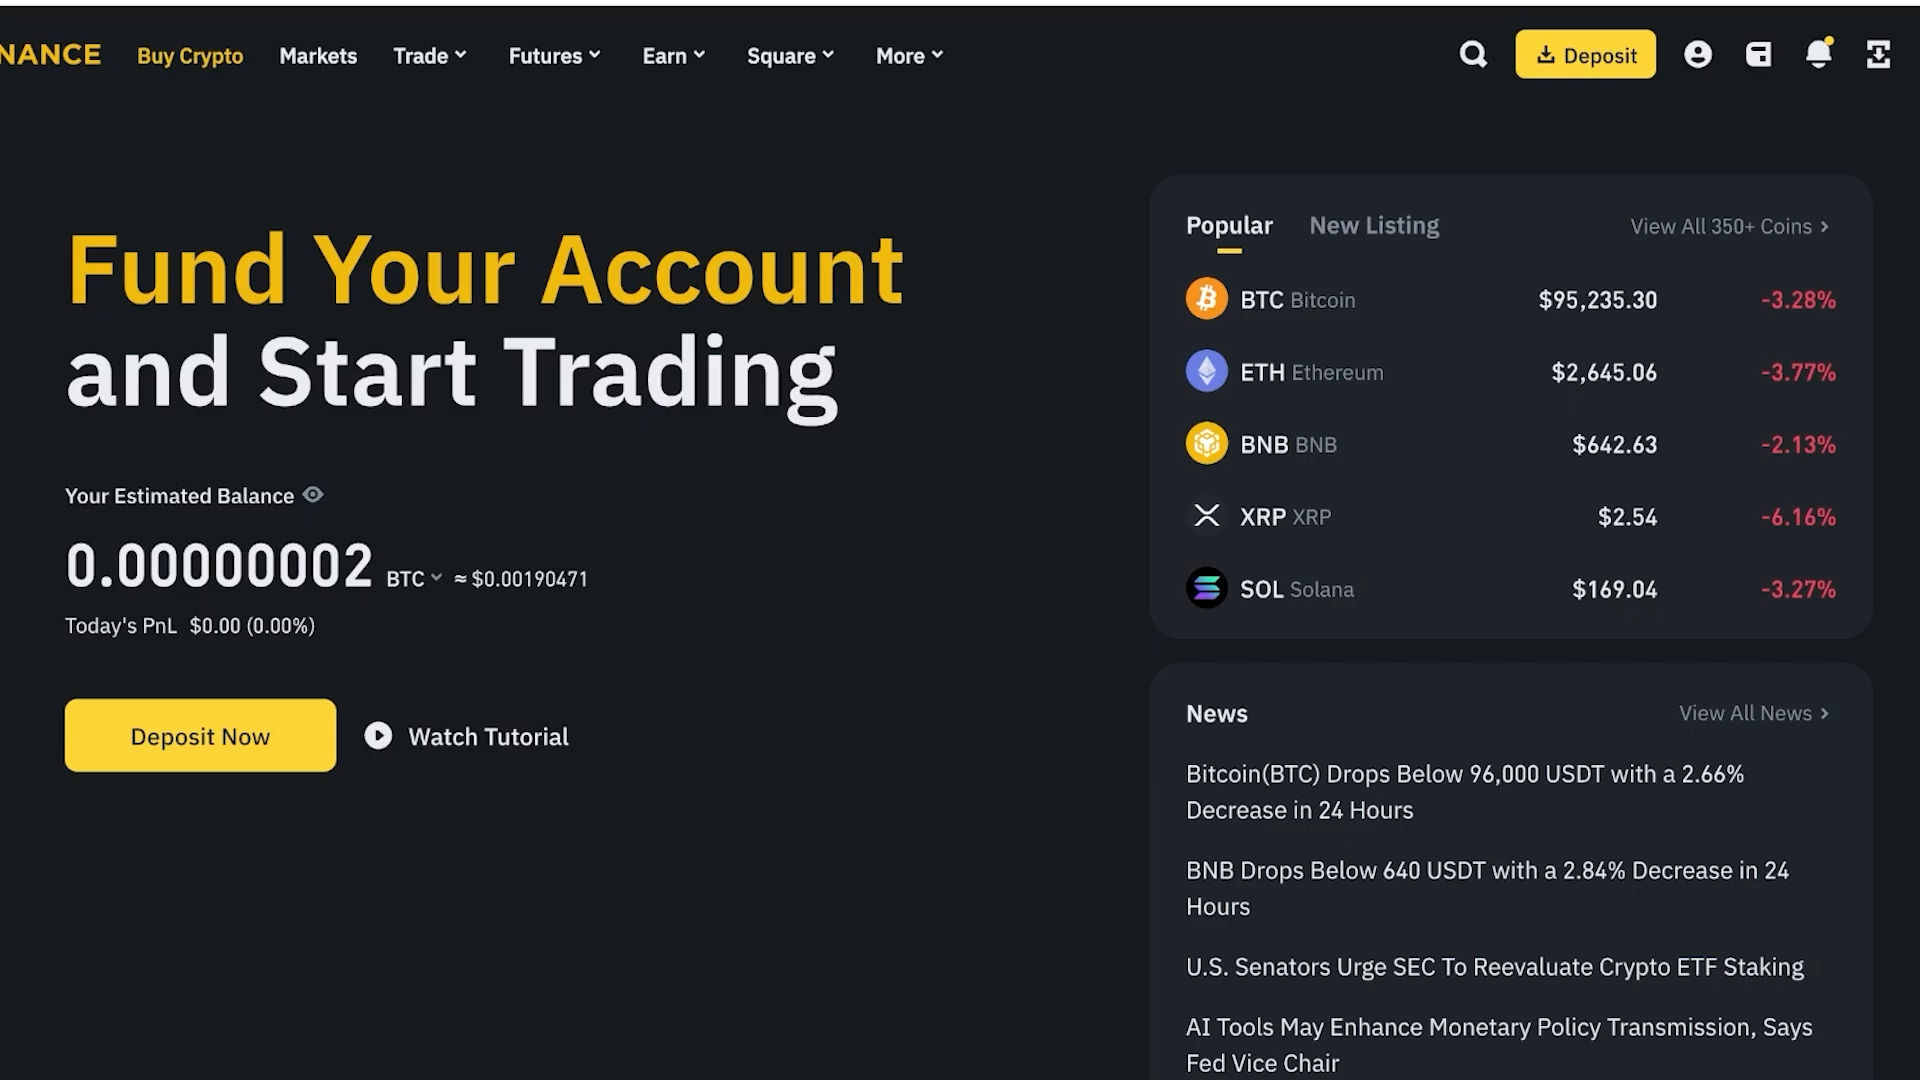 NANCE Buy Crypto Markets Trade Futures Earn Square More Deposit
Fund Your Account
and Start Trading
Your Estimated Balance
0.00000002 BTC ≈ $0.00190471
Today's PnL $0.00 (0.00%)
Deposit Now Watch Tutorial
Popular New Listing View All 350+ Coins
BTC Bitcoin $95,235.30 -3.28%
ETH Ethereum $2,645.06 -3.77%
BNB BNB $642.63 -2.13%
XRP XRP $2.54 -6.16%
SOL Solana $169.04 -3.27%
News View All News
Bitcoin(BTC) Drops Below 96,000 USDT with a 2.66%
Decrease in 24 Hours
BNB Drops Below 640 USDT with a 2.84% Decrease in 24
Hours
U.S. Senators Urge SEC To Reevaluate Crypto ETF Staking
AI Tools May Enhance Monetary Policy Transmission, Says
Fed Vice Chair